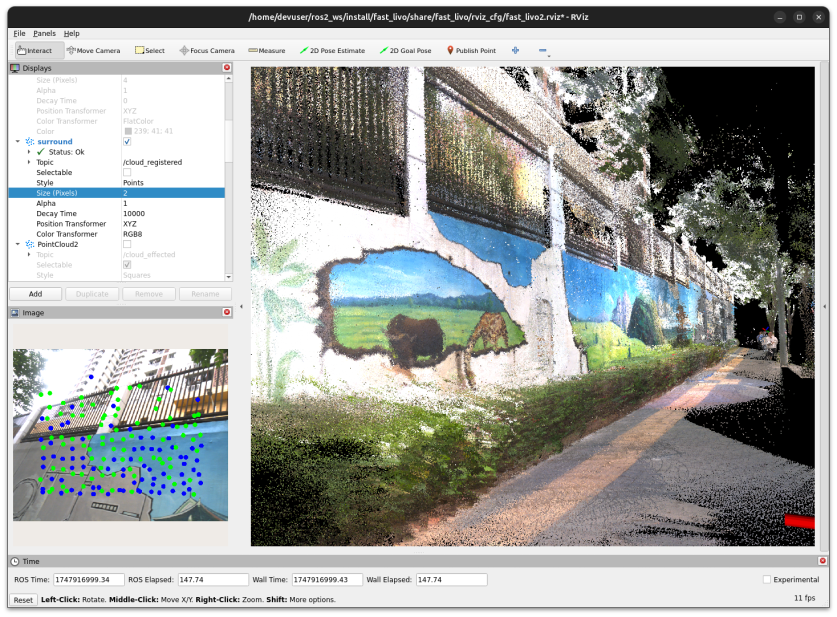 /home/devuser/ros2_ws/install/fast_livo/share/fast_livo/rviz_cfg/fast_livo2.rviz* - RViz
File Panels Help
Interact Move Camera Select Focus Camera Measure 2D Pose Estimate 2D Goal Pose Publish Point
Displays
Size (Pixels) 4
Alpha 1
Decay Time 0
Position Transformer XYZ
Color Transformer FlatColor
Color 239; 41; 41
surround
Status: Ok
Topic /cloud_registered
Selectable
Style Points
Size (Pixels) 2
Alpha 1
Decay Time 10000
Position Transformer XYZ
Color Transformer RGB8
PointCloud2
Topic /cloud_effected
Selectable
Style Squares
Add Duplicate Remove Rename
Image
Time
ROS Time: 1747916999.34 ROS Elapsed: 147.74 Wall Time: 1747916999.43 Wall Elapsed: 147.74 Experimental
Reset Left-Click: Rotate. Middle-Click: Move X/Y. Right-Click: Zoom. Shift: More options. 11 fps